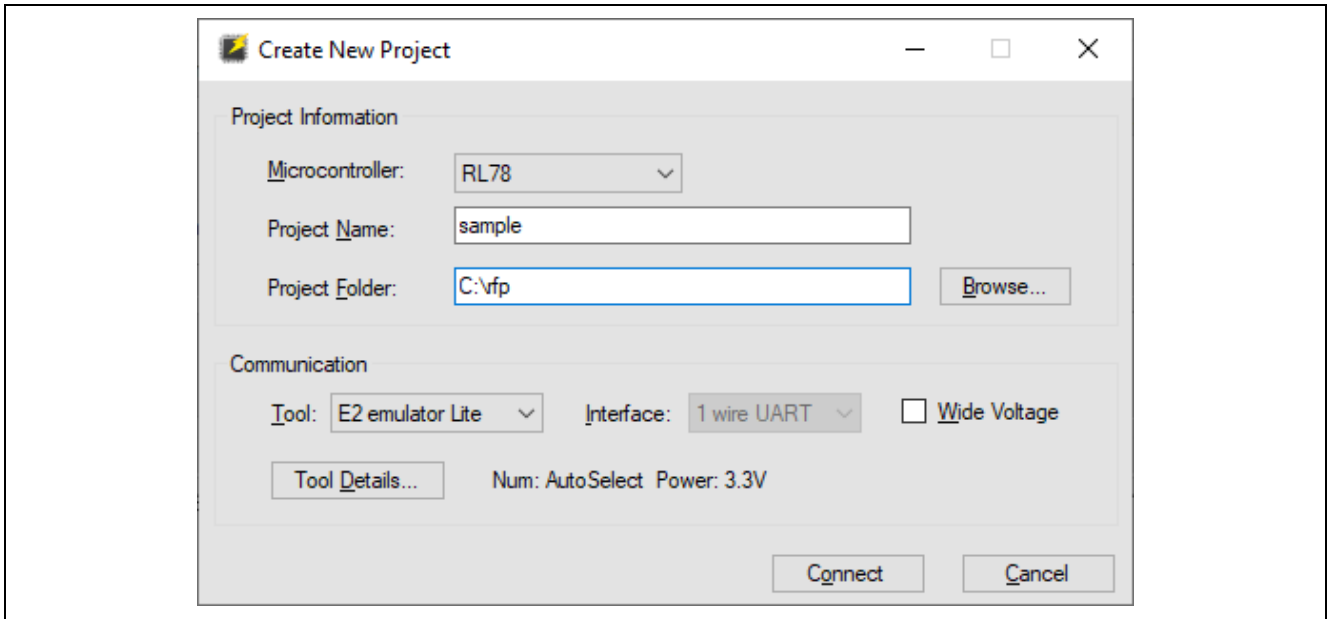 Create New Project
Project Information
Microcontroller: RL78
Project Name: sample
Project Folder: C:\rfp Browse...
Communication
Tool: E2 emulator Lite Interface: 1 wire UART Wide Voltage
Tool Details... Num: AutoSelect Power: 3.3V
Connect Cancel